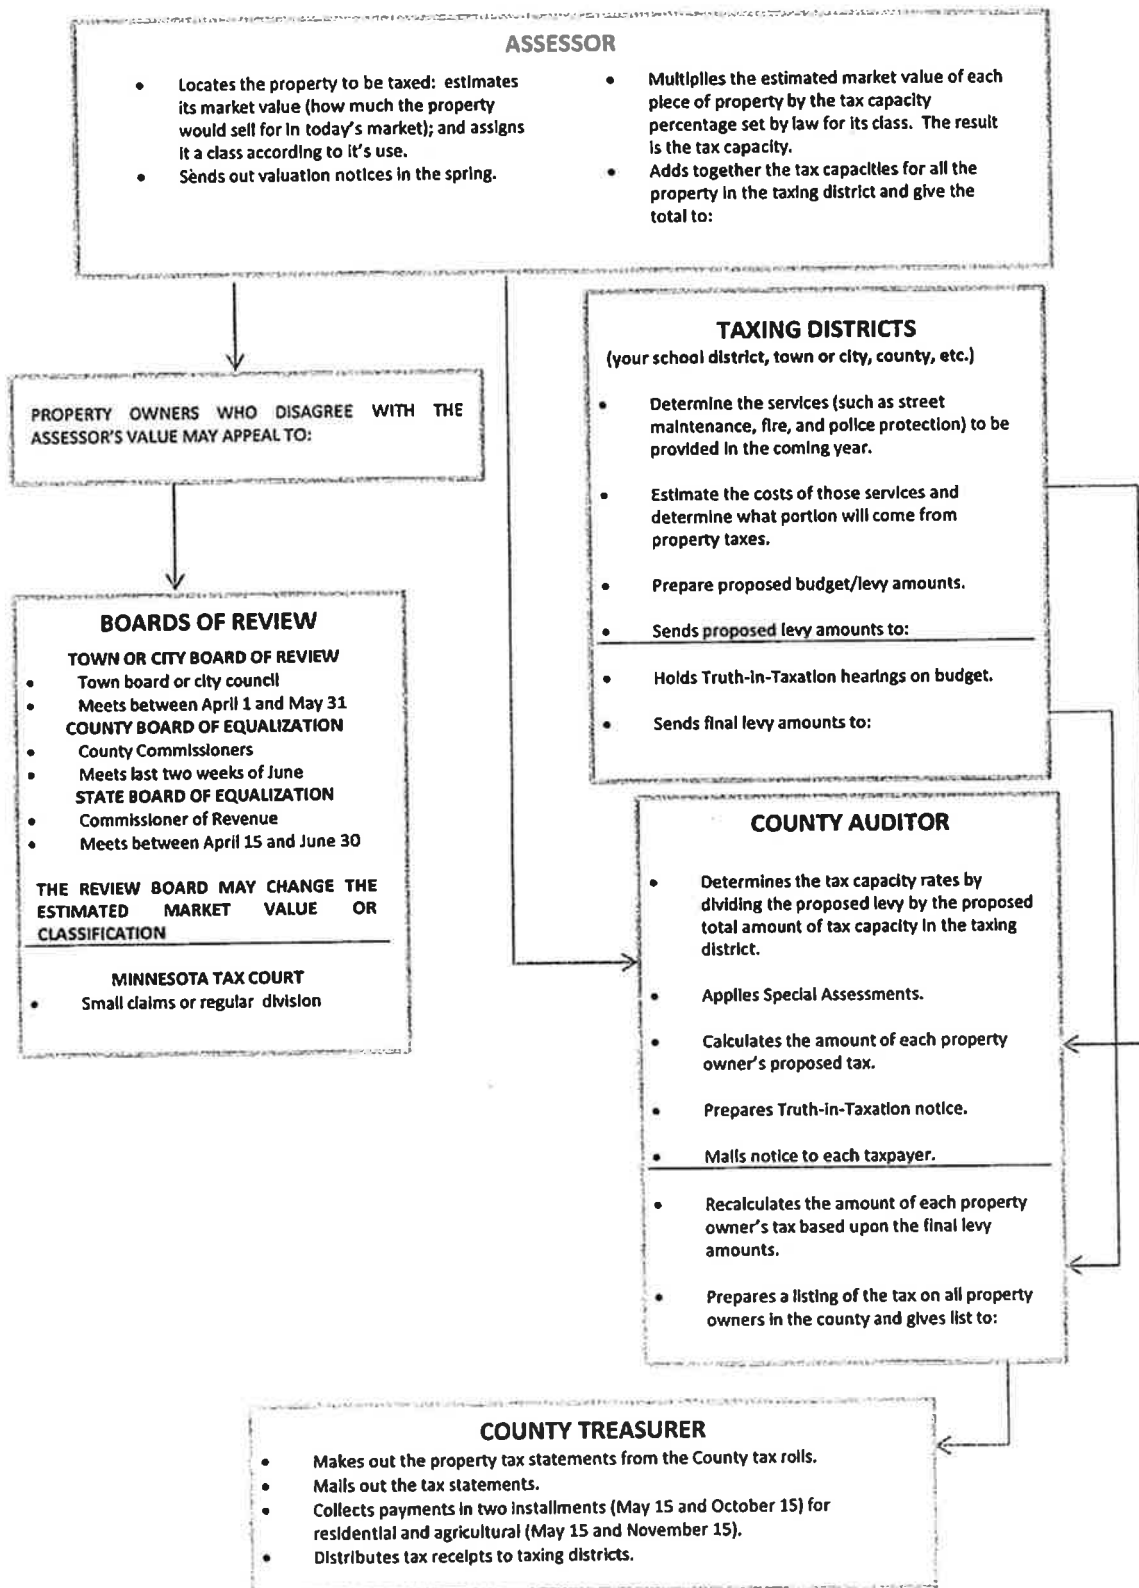 ASSESSOR
• Locates the property to be taxed: estimates
its market value (how much the property
would sell for in today's market); and assigns
it a class according to it's use.
• Sends out valuation notices in the spring.
• Multiplies the estimated market value of each
piece of property by the tax capacity
percentage set by law for its class. The result
is the tax capacity.
• Adds together the tax capacities for all the
property in the taxing district and give the
total to:
PROPERTY OWNERS WHO DISAGREE WITH THE
ASSESSOR'S VALUE MAY APPEAL TO:
BOARDS OF REVIEW
TOWN OR CITY BOARD OF REVIEW
• Town board or city council
• Meets between April 1 and May 31
COUNTY BOARD OF EQUALIZATION
• County Commissioners
• Meets last two weeks of June
STATE BOARD OF EQUALIZATION
• Commissioner of Revenue
• Meets between April 15 and June 30
THE REVIEW BOARD MAY CHANGE THE
ESTIMATED MARKET VALUE OR
CLASSIFICATION
MINNESOTA TAX COURT
• Small claims or regular division
TAXING DISTRICTS
(your school district, town or city, county, etc.)
• Determine the services (such as street
maintenance, fire, and police protection) to be
provided in the coming year.
• Estimate the costs of those services and
determine what portion will come from
property taxes.
• Prepare proposed budget/levy amounts.
• Sends proposed levy amounts to:
• Holds Truth-in-Taxation hearings on budget.
• Sends final levy amounts to:
COUNTY AUDITOR
• Determines the tax capacity rates by
dividing the proposed levy by the proposed
total amount of tax capacity in the taxing
district.
• Applies Special Assessments.
• Calculates the amount of each property
owner's proposed tax.
• Prepares Truth-in-Taxation notice.
• Mails notice to each taxpayer.
• Recalculates the amount of each property
owner's tax based upon the final levy
amounts.
• Prepares a listing of the tax on all property
owners in the county and gives list to:
COUNTY TREASURER
• Makes out the property tax statements from the County tax rolls.
• Mails out the tax statements.
• Collects payments in two installments (May 15 and October 15) for
residential and agricultural (May 15 and November 15).
• Distributes tax receipts to taxing districts.